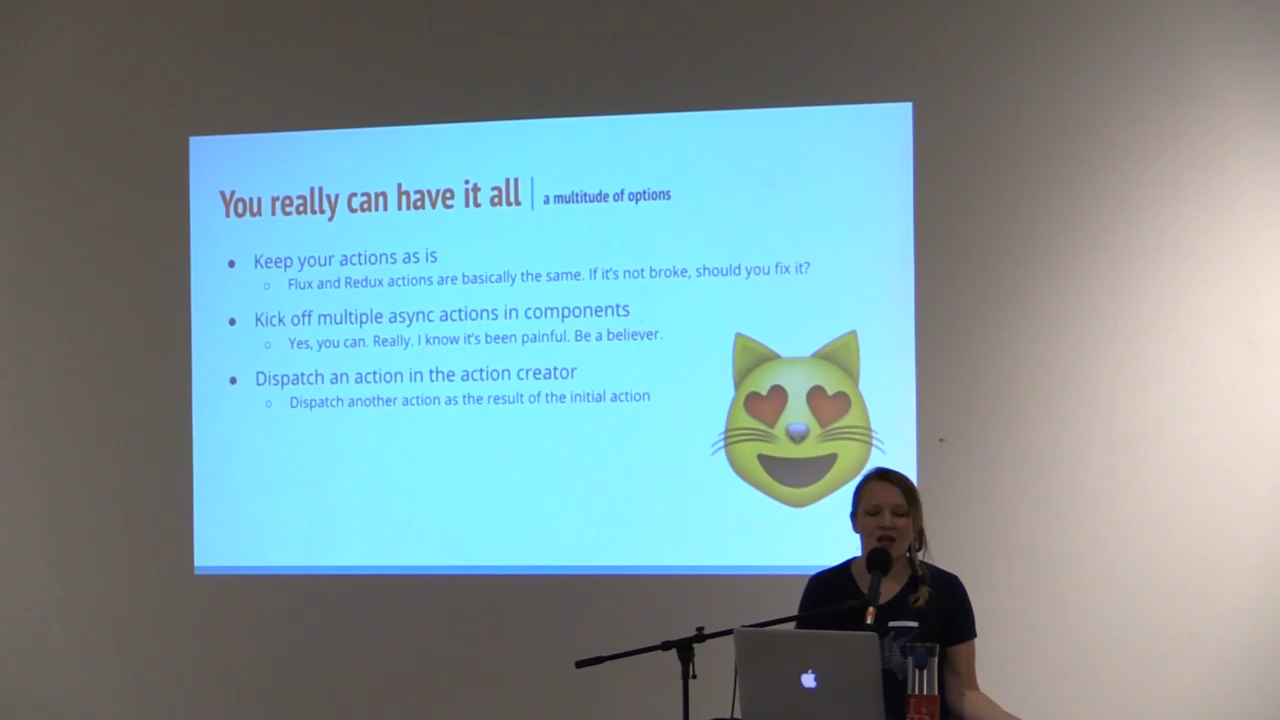 You really can have it all | a multitude of options
● Keep your actions as is
○ Flux and Redux actions are basically the same. If it's not broke, should you fix it?
● Kick off multiple async actions in components
○ Yes, you can. Really. I know it's been painful. Be a believer.
● Dispatch an action in the action creator
○ Dispatch another action as the result of the initial action